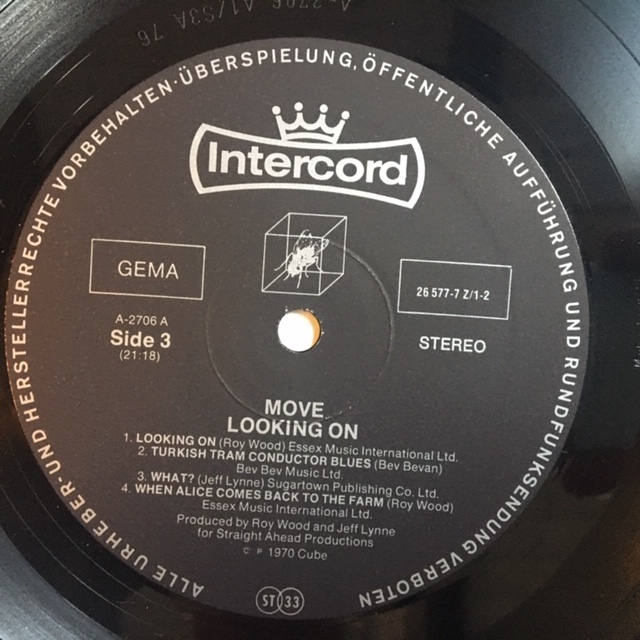 A-2706 A1/S3A 76
ALLE URHEBER- UND HERSTELLERRECHTE VORBEHALTEN·ÜBERSPIELUNG, ÖFFENTLICHE AUFFÜHRUNG UND RUNDFUNKSENDUNG VERBOTEN
Intercord
GEMA
26 577-7 Z/1-2
A-2706 A
Side 3
(21:18)
STEREO
MOVE
LOOKING ON
1. LOOKING ON (Roy Wood) Essex Music International Ltd.
2. TURKISH TRAM CONDUCTOR BLUES (Bev Bevan)
Bev Bev Music Ltd.
3. WHAT? (Jeff Lynne) Sugartown Publishing Co. Ltd.
4. WHEN ALICE COMES BACK TO THE FARM (Roy Wood)
Essex Music International Ltd.
Produced by Roy Wood and Jeff Lynne
for Straight Ahead Productions
© ℗ 1970 Cube
ST 33